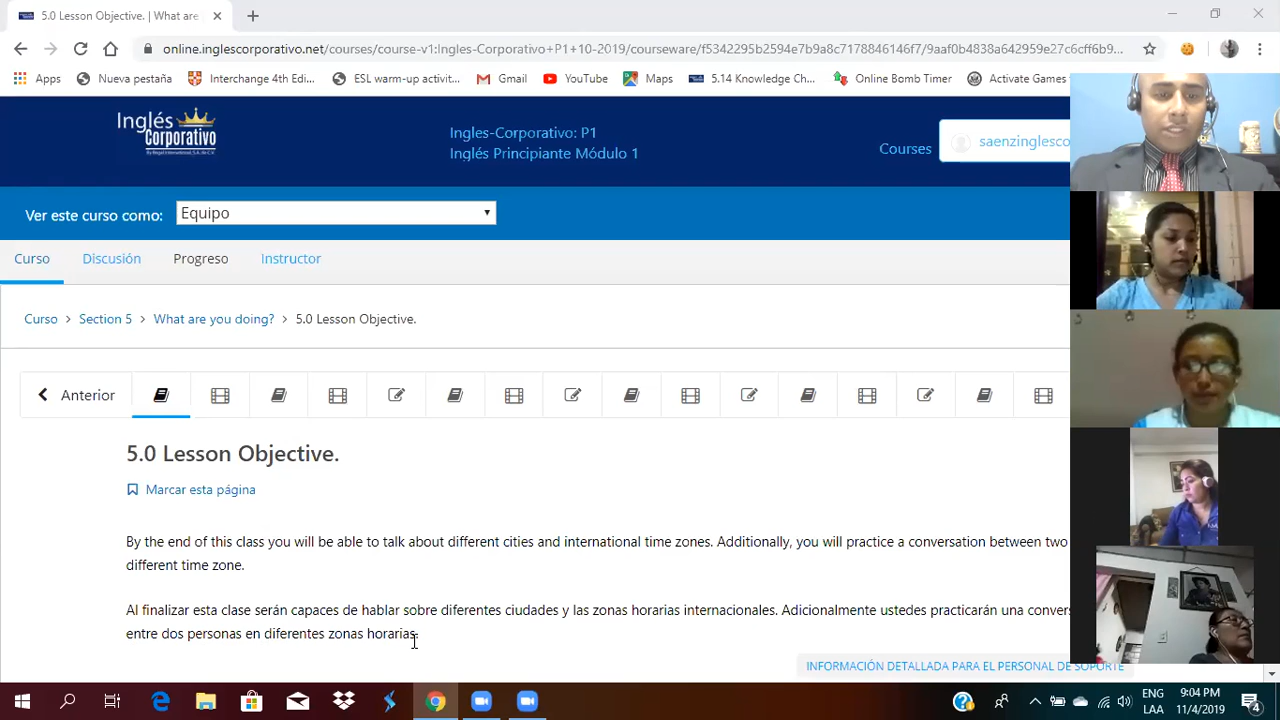 5.0 Lesson Objective. | What are
online.inglescorporativo.net/courses/course-v1:Ingles-Corporativo+P1+10-2019/courseware/f5342295b2594e7b9a8c7178846146f7/9aaf0b4838a642959e27c6cff6b9...
Apps Nueva pestaña Interchange 4th Edi... ESL warm-up activit... Gmail YouTube Maps 5.14 Knowledge Ch... Online Bomb Timer Activate Games
Inglés Corporativo
Ingles-Corporativo: P1
Inglés Principiante Módulo 1
Courses saenzinglesco
Ver este curso como: Equipo
Curso Discusión Progreso Instructor
Curso > Section 5 > What are you doing? > 5.0 Lesson Objective.
Anterior
5.0 Lesson Objective.
Marcar esta página
By the end of this class you will be able to talk about different cities and international time zones. Additionally, you will practice a conversation between two
different time zone.
Al finalizar esta clase serán capaces de hablar sobre diferentes ciudades y las zonas horarias internacionales. Adicionalmente ustedes practicarán una convers
entre dos personas en diferentes zonas horarias.
INFORMACIÓN DETALLADA PARA EL PERSONAL DE SOPORTE
ENG 9:04 PM
LAA 11/4/2019 4